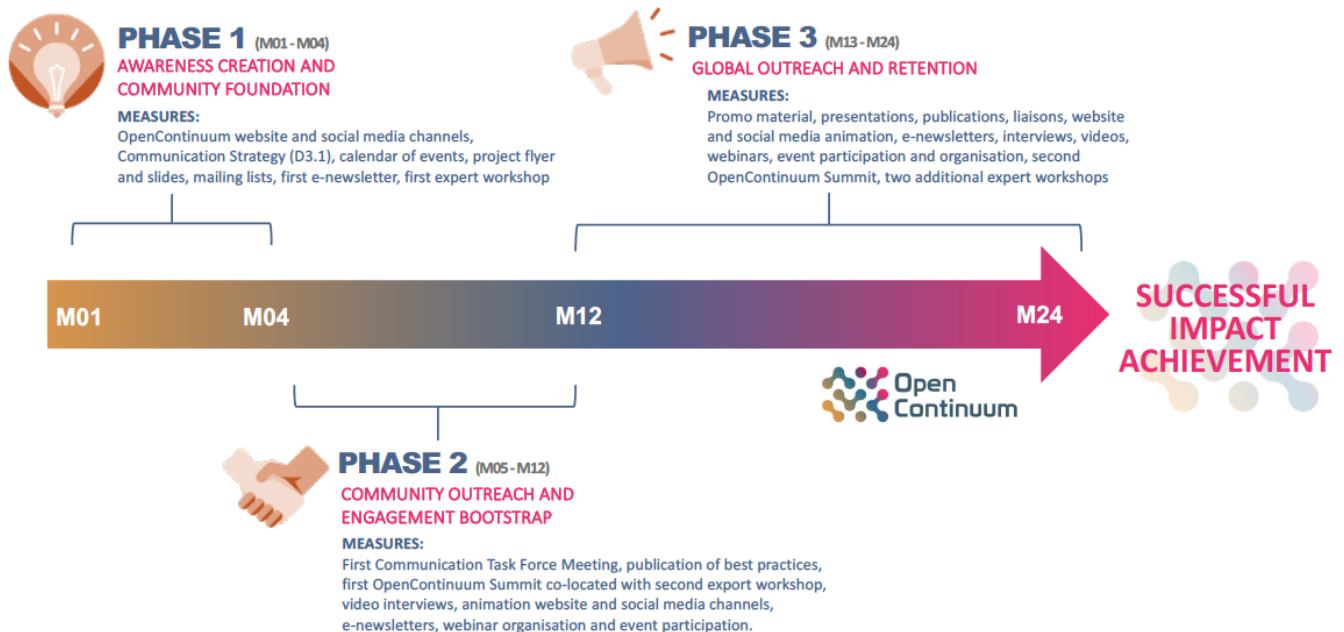 PHASE 1 (M01 - M04)
AWARENESS CREATION AND
COMMUNITY FOUNDATION
MEASURES:
OpenContinuum website and social media channels,
Communication Strategy (D3.1), calendar of events, project flyer
and slides, mailing lists, first e-newsletter, first expert workshop
PHASE 3 (M13 - M24)
GLOBAL OUTREACH AND RETENTION
MEASURES:
Promo material, presentations, publications, liaisons, website
and social media animation, e-newsletters, interviews, videos,
webinars, event participation and organisation, second
OpenContinuum Summit, two additional expert workshops
M01
M04
M12
M24
SUCCESSFUL
IMPACT
ACHIEVEMENT
Open
Continuum
PHASE 2 (M05 - M12)
COMMUNITY OUTREACH AND
ENGAGEMENT BOOTSTRAP
MEASURES:
First Communication Task Force Meeting, publication of best practices,
first OpenContinuum Summit co-located with second export workshop,
video interviews, animation website and social media channels,
e-newsletters, webinar organisation and event participation.